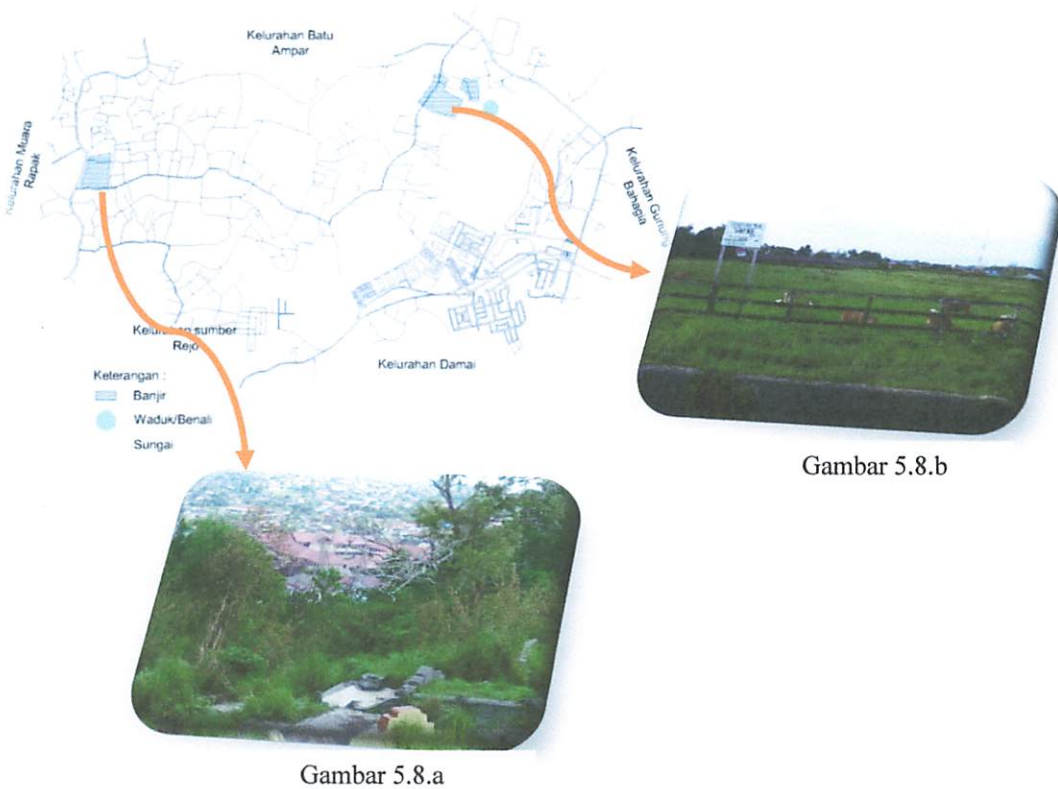 Kelurahan Batu
Ampar
Kelurahan Muara
Rapak
Kelurahan Gunung
Bahagia
Kelurahan sumber
Rejo
Kelurahan Damai
Keterangan :
Banjir
Waduk/Benali
Sungai
Gambar 5.8.b
Gambar 5.8.a